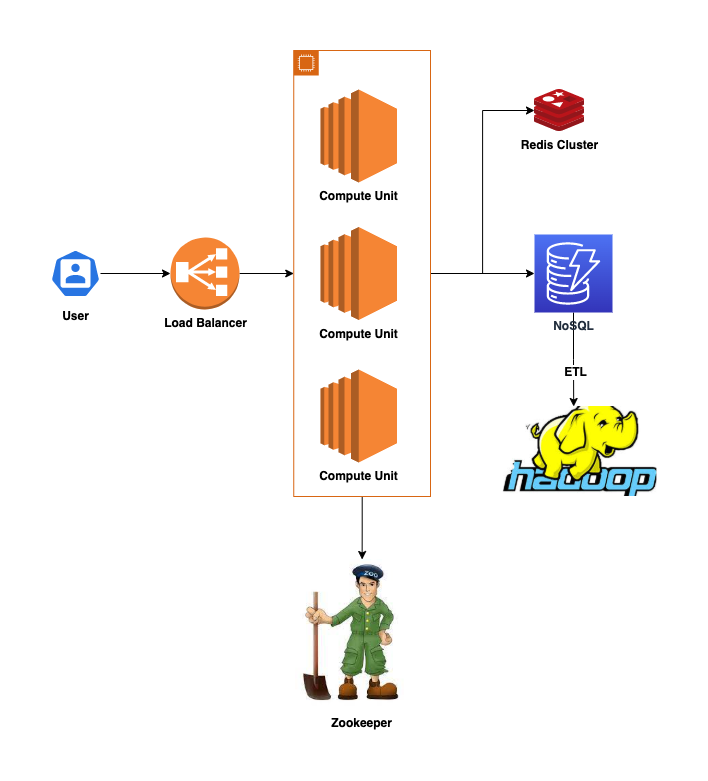 Compute Unit
Redis Cluster
Compute Unit
User
Load Balancer
NoSQL
ETL
hadoop
Compute Unit
ZOO
Zookeeper